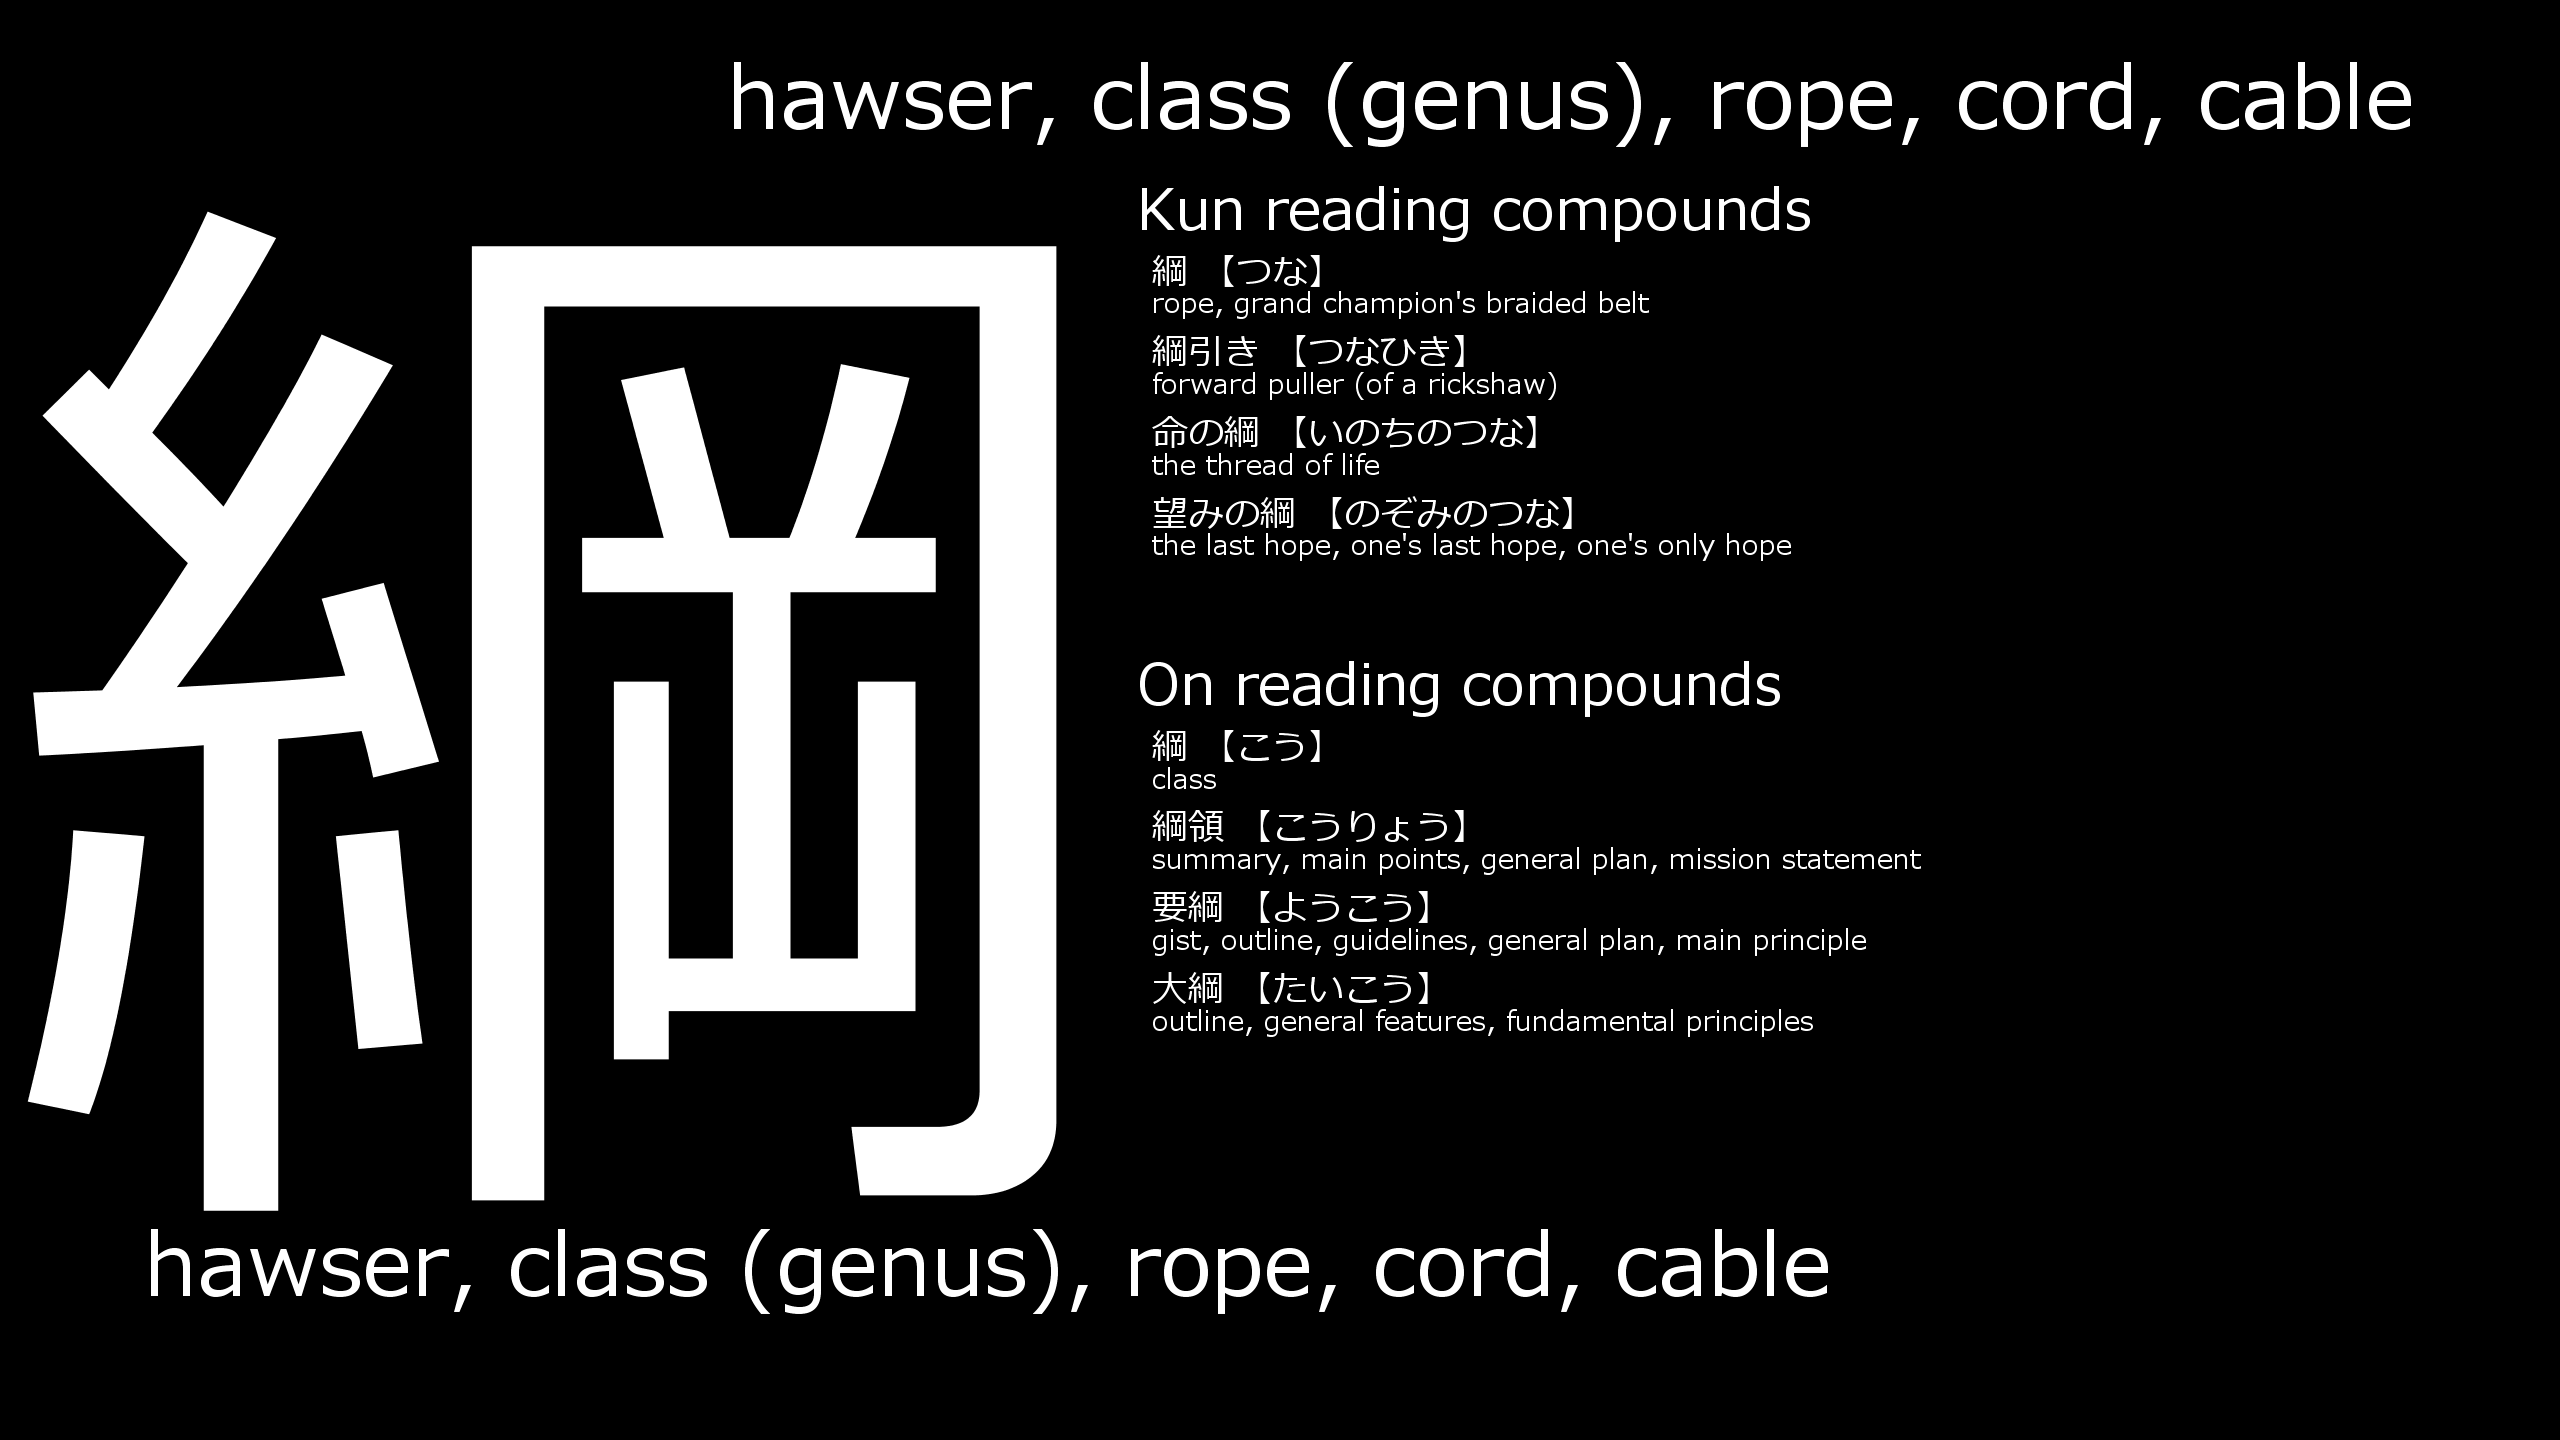 hawser, class (genus), rope, cord, cable
綱
Kun reading compounds
綱 【つな】
rope, grand champion's braided belt
綱引き 【つなひき】
forward puller (of a rickshaw)
命の綱 【いのちのつな】
the thread of life
望みの綱 【のぞみのつな】
the last hope, one's last hope, one's only hope
On reading compounds
綱 【こう】
class
綱領 【こうりょう】
summary, main points, general plan, mission statement
要綱 【ようこう】
gist, outline, guidelines, general plan, main principle
大綱 【たいこう】
outline, general features, fundamental principles
hawser, class (genus), rope, cord, cable